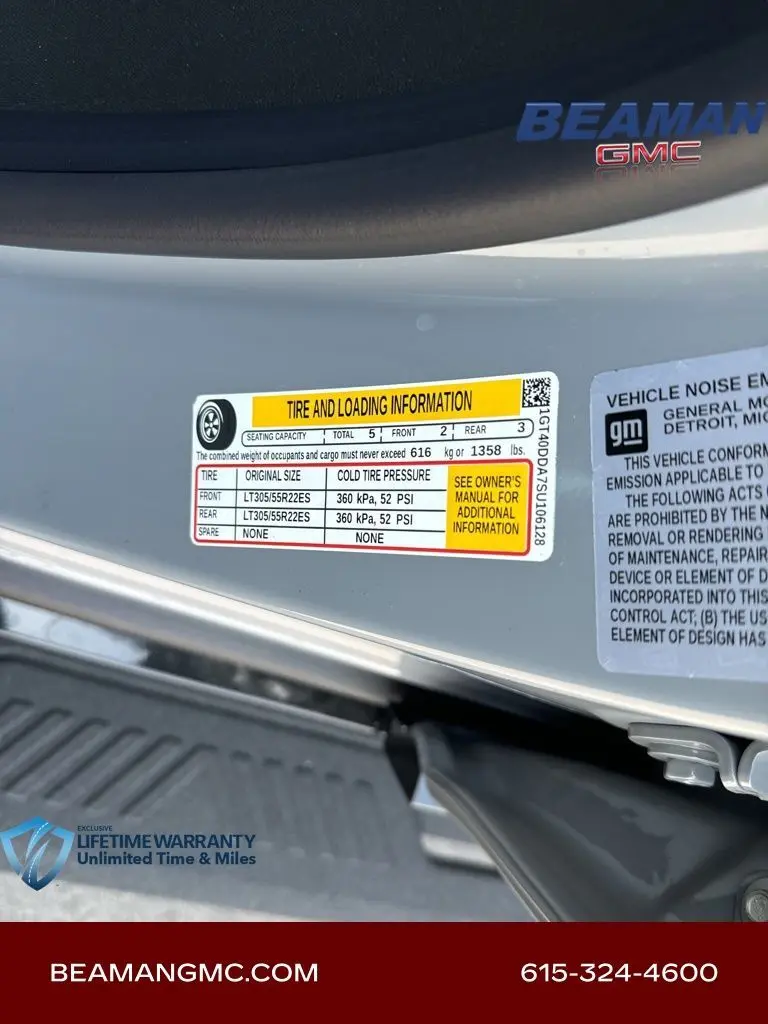 BEAMAN
GMC
TIRE AND LOADING INFORMATION
SEATING CAPACITY TOTAL 5 FRONT 2 REAR 3
The combined weight of occupants and cargo must never exceed 616 kg or 1358 lbs.
TIRE ORIGINAL SIZE COLD TIRE PRESSURE
FRONT LT305/55R22ES 360 kPa, 52 PSI
REAR LT305/55R22ES 360 kPa, 52 PSI
SPARE NONE NONE
SEE OWNER'S
MANUAL FOR
ADDITIONAL
INFORMATION
1GT40DDA7SU106128
VEHICLE NOISE EM
gm
GENERAL MO
DETROIT, MIC
THIS VEHICLE CONFORM
EMISSION APPLICABLE TO
THE FOLLOWING ACTS
ARE PROHIBITED BY THE N
REMOVAL OR RENDERING
OF MAINTENANCE, REPAIR
DEVICE OR ELEMENT OF D
INCORPORATED INTO THIS
CONTROL ACT; (B) THE US
ELEMENT OF DESIGN HAS
EXCLUSIVE
LIFETIME WARRANTY
Unlimited Time & Miles
BEAMANGMC.COM
615-324-4600